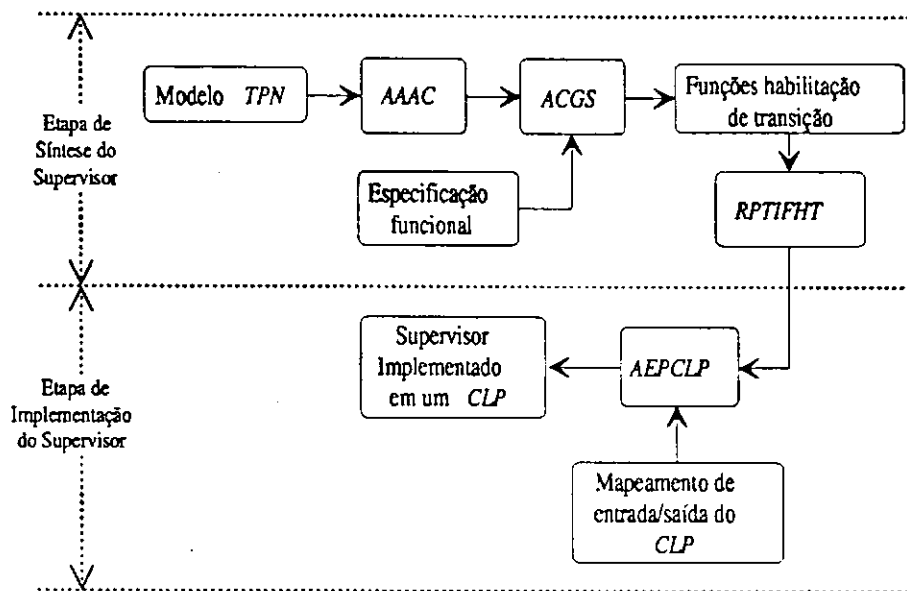 Etapa de
Síntese do
Supervisor
Modelo TPN
AAAC
ACGS
Funções habilitação
de transição
Especificação
funcional
RPTIFHT
Etapa de
Implementação
do Supervisor
Supervisor
Implementado
em um CLP
AEPCLP
Mapeamento de
entrada/saída do
CLP